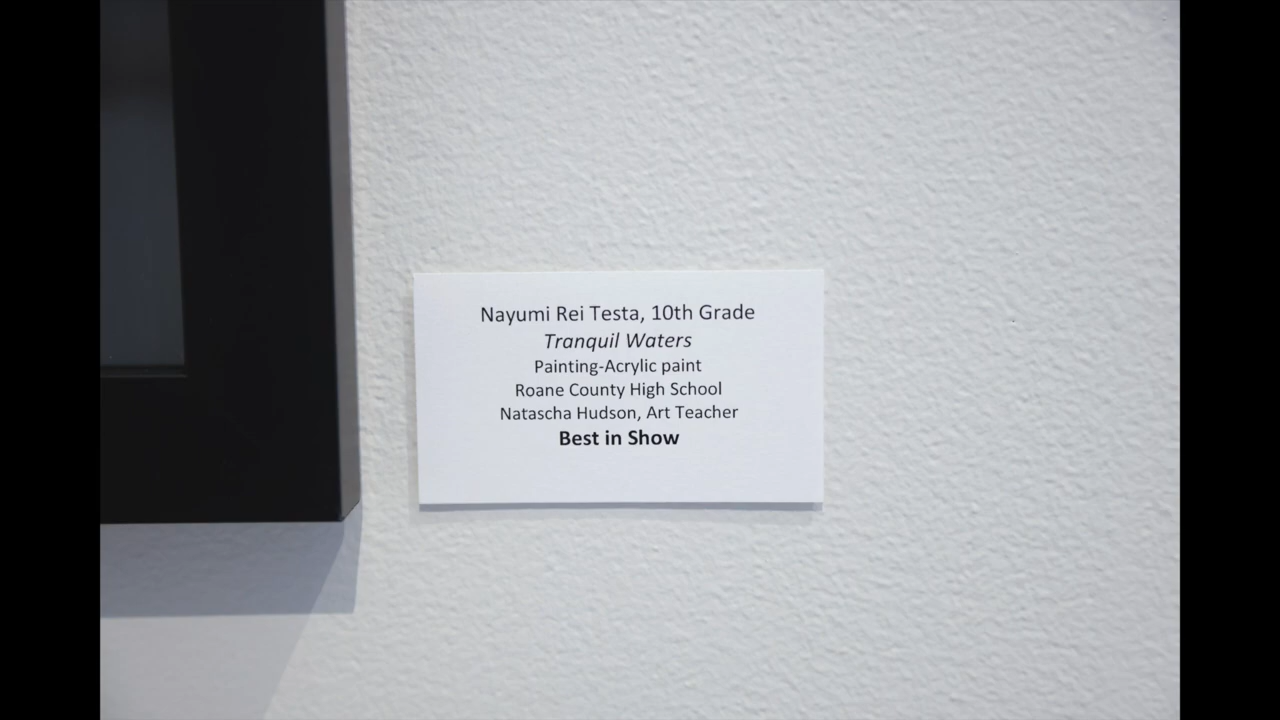 Nayumi Rei Testa, 10th Grade
Tranquil Waters
Painting-Acrylic paint
Roane County High School
Natascha Hudson, Art Teacher
Best in Show